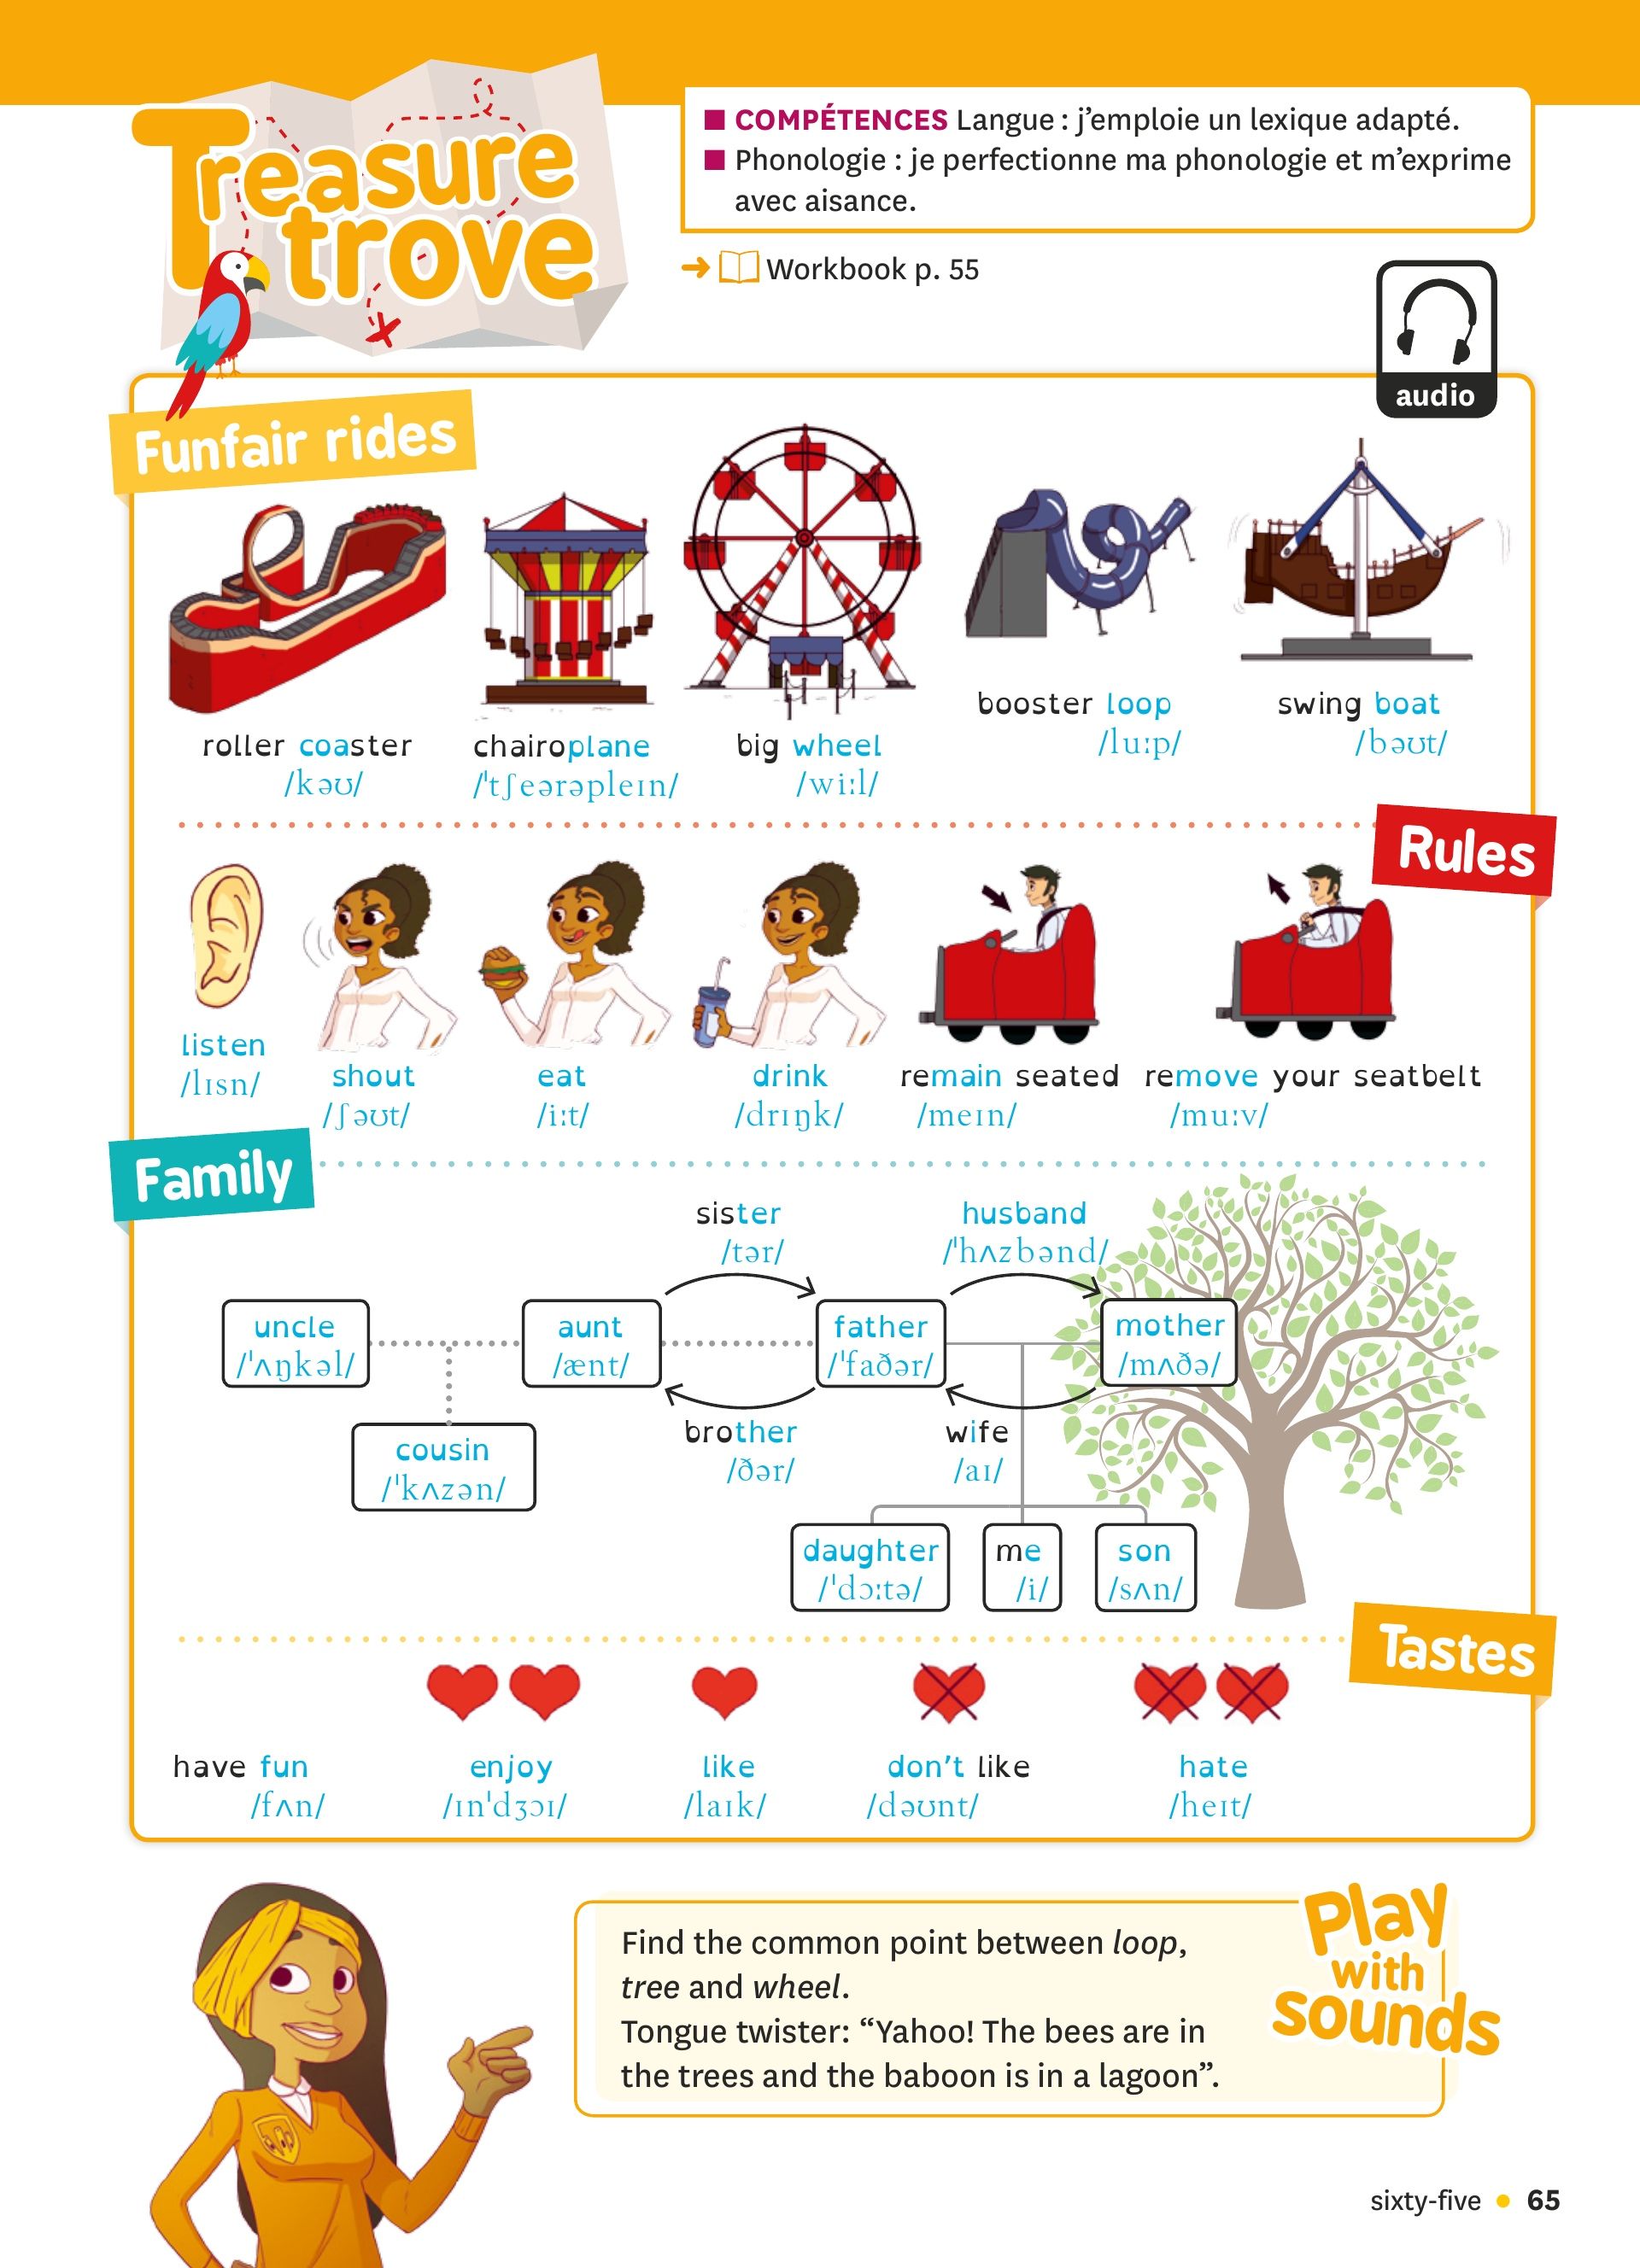 Treasure
trove
■ COMPÉTENCES Langue : j’emploie un lexique adapté.
■ Phonologie : je perfectionne ma phonologie et m’exprime
avec aisance.
➜ Workbook p. 55
audio
Funfair rides
roller coaster
/kəʊ/
chairoplane
/ˈtʃeərəpleɪn/
big wheel
/wiːl/
booster loop
/luːp/
swing boat
/bəʊt/
Rules
listen
/lɪsn/
shout
/ʃəʊt/
eat
/iːt/
drink
/drɪŋk/
remain seated
/meɪn/
remove your seatbelt
/muːv/
Family
sister
/tər/
husband
/ˈhʌzbənd/
uncle
/ˈʌŋkəl/
aunt
/ænt/
father
/ˈfaðər/
mother
/mʌðə/
brother
/ðər/
wife
/aɪ/
cousin
/ˈkʌzən/
daughter
/ˈdɔːtə/
me
/i/
son
/sʌn/
Tastes
have fun
/fʌn/
enjoy
/ɪnˈdʒɔɪ/
like
/laɪk/
don’t like
/dəʊnt/
hate
/heɪt/
Play
with
sounds
Find the common point between loop,
tree and wheel.
Tongue twister: “Yahoo! The bees are in
the trees and the baboon is in a lagoon”.
sixty-five • 65